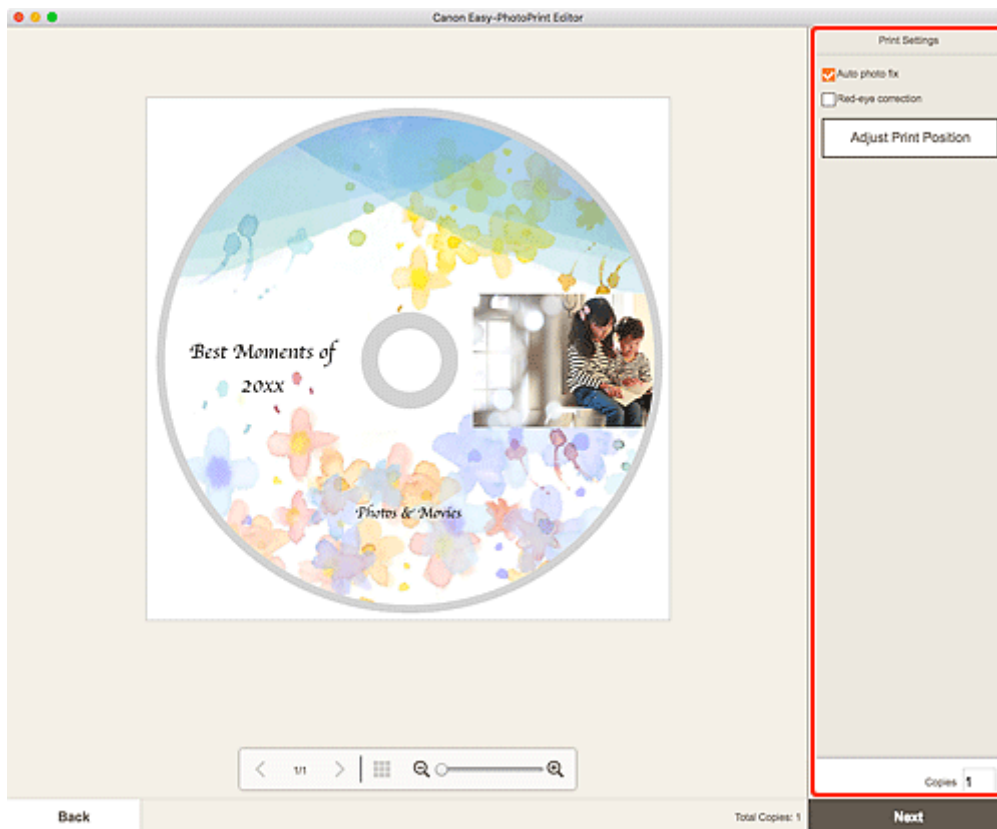 Canon Easy-PhotoPrint Editor
Print Settings
Auto photo fix
Red-eye correction
Adjust Print Position
Best Moments of
20xx
Photos & Movies
1/1
Copies 1
Back
Total Copies: 1
Next